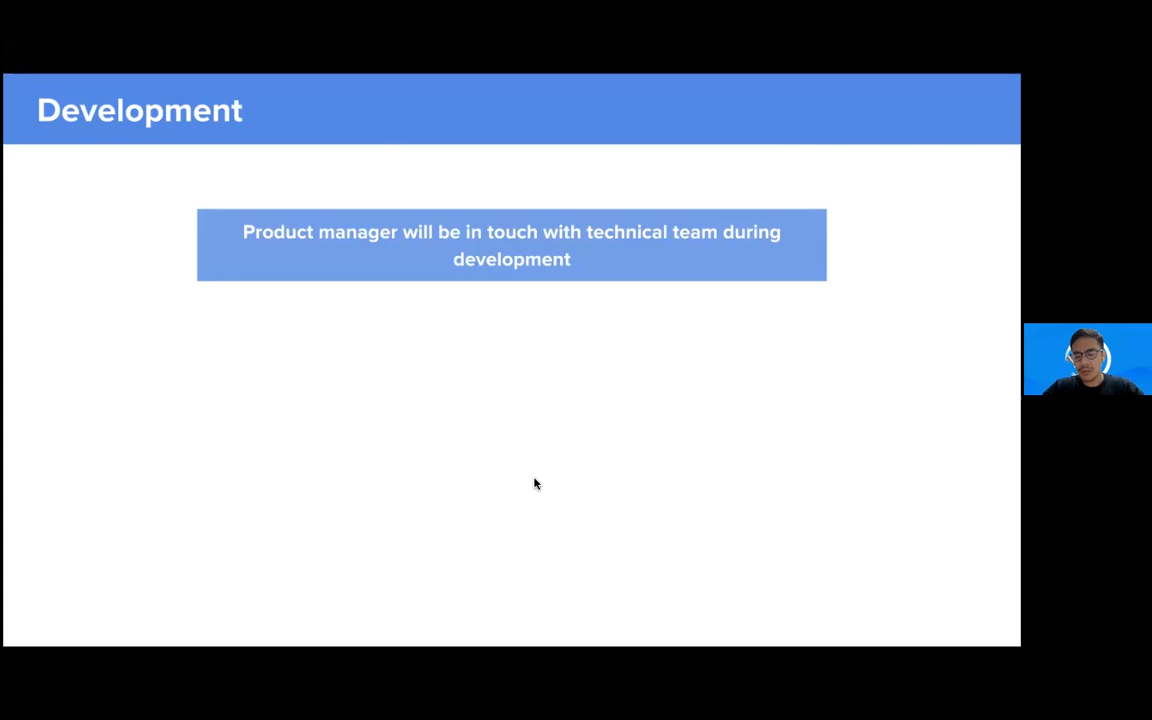 Development
Product manager will be in touch with technical team during
development